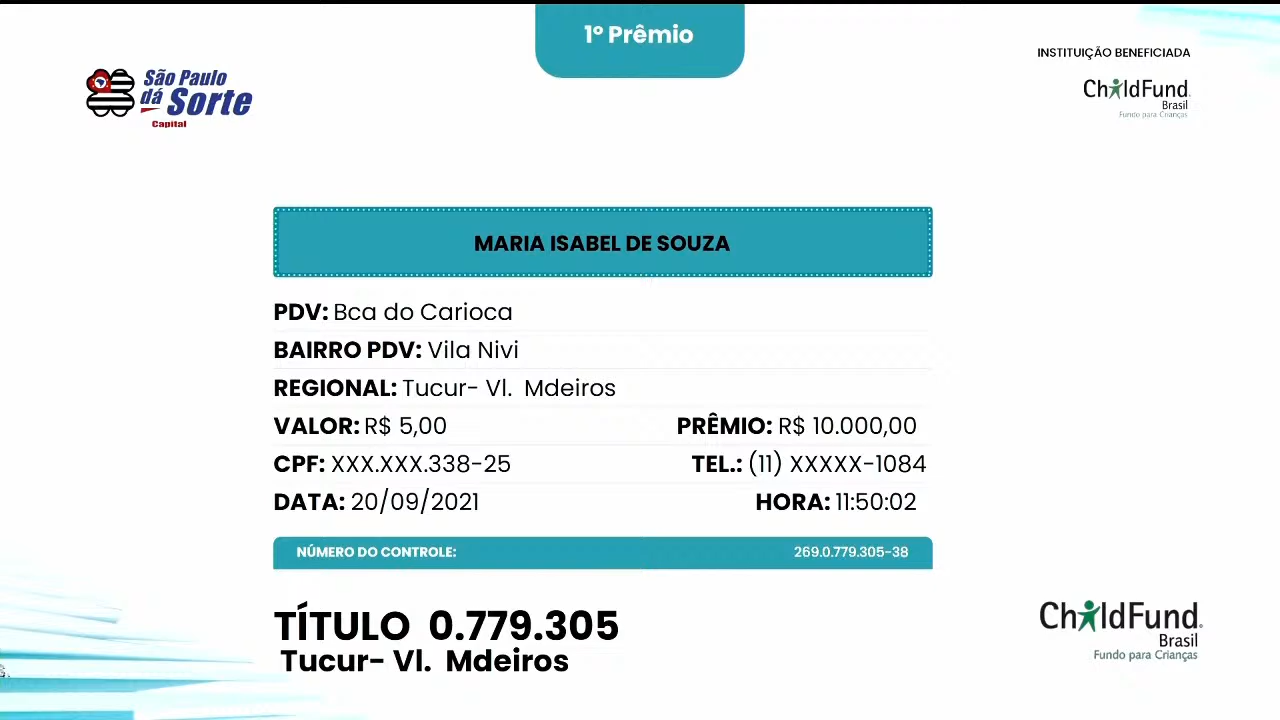 1º Prêmio
INSTITUIÇÃO BENEFICIADA
São Paulo
dá Sorte
Capital
ChildFund
Brasil
Fundo para Crianças
MARIA ISABEL DE SOUZA
PDV: Bca do Carioca
BAIRRO PDV: Vila Nivi
REGIONAL: Tucur- Vl. Mdeiros
VALOR: R$ 5,00 PRÊMIO: R$ 10.000,00
CPF: XXX.XXX.338-25 TEL.: (11) XXXXX-1084
DATA: 20/09/2021 HORA: 11:50:02
NÚMERO DO CONTROLE: 269.0.779.305-38
TÍTULO 0.779.305
Tucur- Vl. Mdeiros
ChildFund
Brasil
Fundo para Crianças